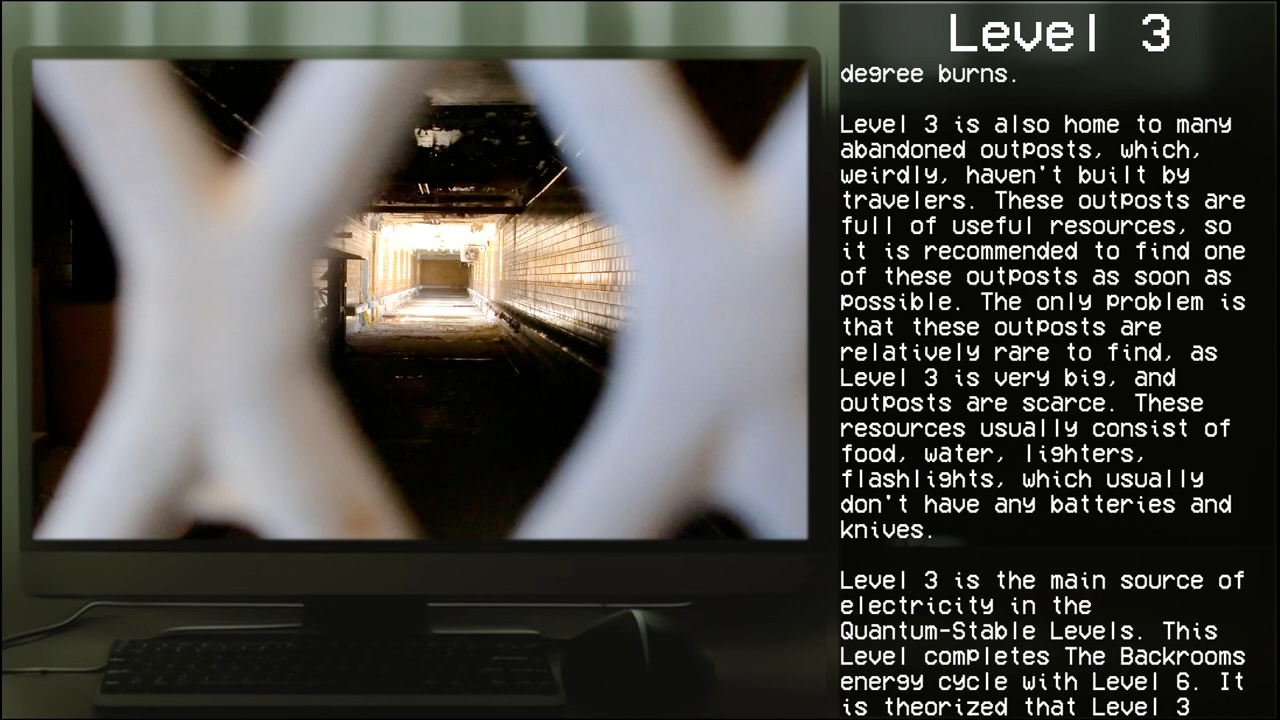 Level 3
degree burns.
Level 3 is also home to many
abandoned outposts, which,
weirdly, haven't built by
travelers. These outposts are
full of useful resources, so
it is recommended to find one
of these outposts as soon as
possible. The only problem is
that these outposts are
relatively rare to find, as
Level 3 is very big, and
outposts are scarce. These
resources usually consist of
food, water, lighters,
flashlights, which usually
don't have any batteries and
knives.
Level 3 is the main source of
electricity in the
Quantum-Stable Levels. This
Level completes The Backrooms
energy cycle with Level 6. It
is theorized that Level 3